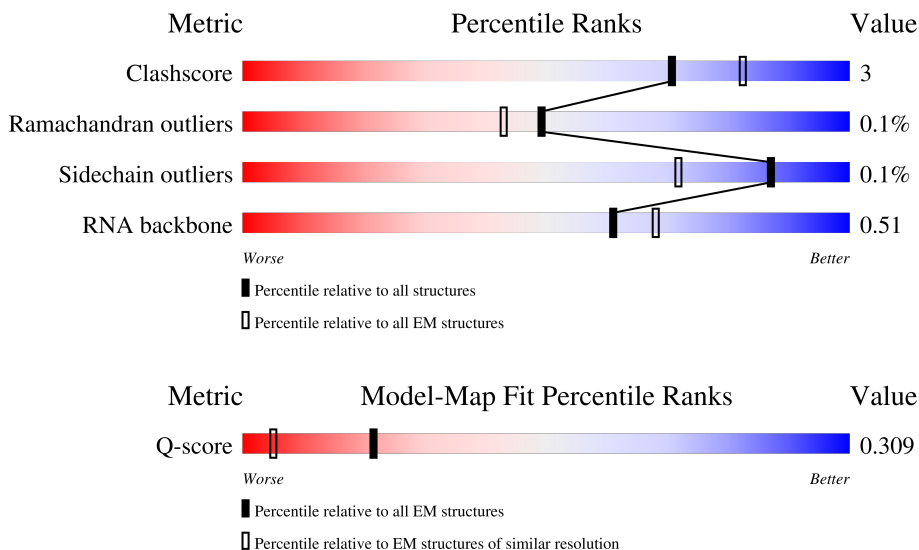 Metric Percentile Ranks Value
Clashscore 3
Ramachandran outliers 0.1%
Sidechain outliers 0.1%
RNA backbone 0.51
Worse Better
Percentile relative to all structures
Percentile relative to all EM structures
Metric Model-Map Fit Percentile Ranks Value
Q-score 0.309
Worse Better
Percentile relative to all EM structures
Percentile relative to EM structures of similar resolution